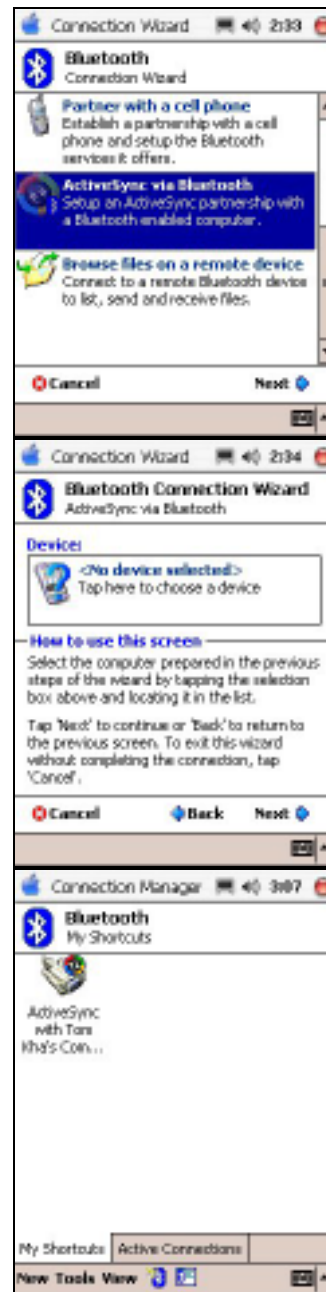 Connection Wizard 2:33
Bluetooth
Connection Wizard
Partner with a cell phone
Establish a partnership with a cell
phone and setup the Bluetooth
services it offers.
ActiveSync via Bluetooth
Setup an ActiveSync partnership with
a Bluetooth enabled computer.
Browse files on a remote device
Connect to a remote Bluetooth device
to list, send and receive files.
Cancel Next
Connection Wizard 2:34
Bluetooth Connection Wizard
ActiveSync via Bluetooth
Device:
<No device selected>
Tap here to choose a device
How to use this screen
Select the computer prepared in the previous
steps of the wizard by tapping the selection
box above and locating it in the list.
Tap 'Next' to continue or 'Back' to return to
the previous screen. To exit this wizard
without completing the connection, tap
'Cancel'.
Cancel Back Next
Connection Manager 3:07
Bluetooth
My Shortcuts
ActiveSync
with Tom
Kha's Com...
My Shortcuts Active Connections
New Tools View